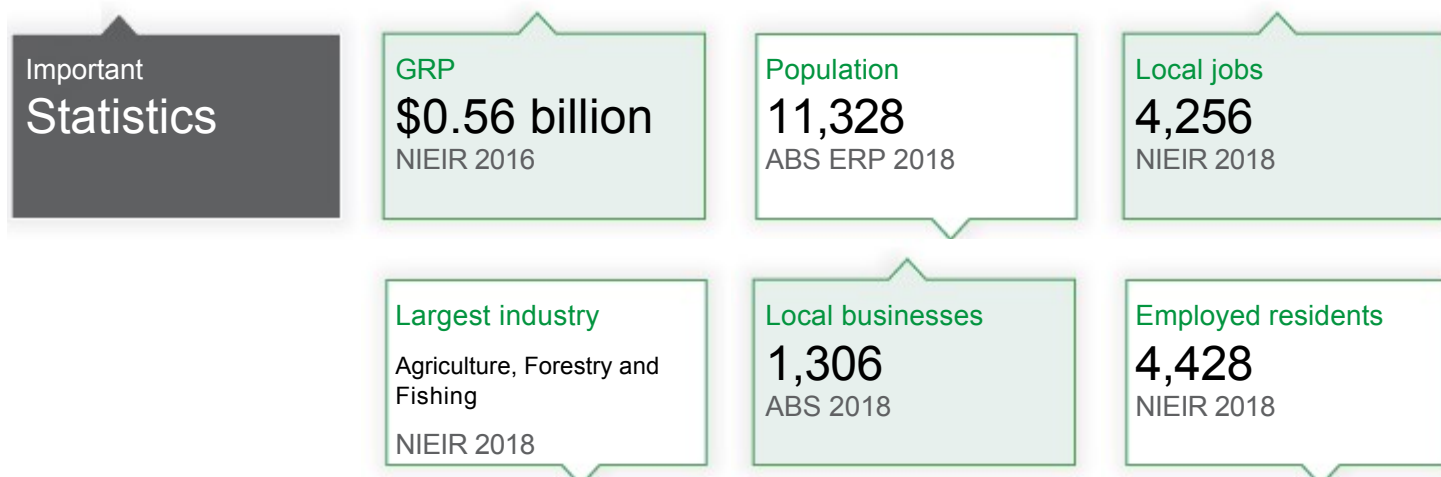 Important
Statistics
GRP
$0.56 billion
NIEIR 2016
Population
11,328
ABS ERP 2018
Local jobs
4,256
NIEIR 2018
Largest industry
Agriculture, Forestry and
Fishing
NIEIR 2018
Local businesses
1,306
ABS 2018
Employed residents
4,428
NIEIR 2018